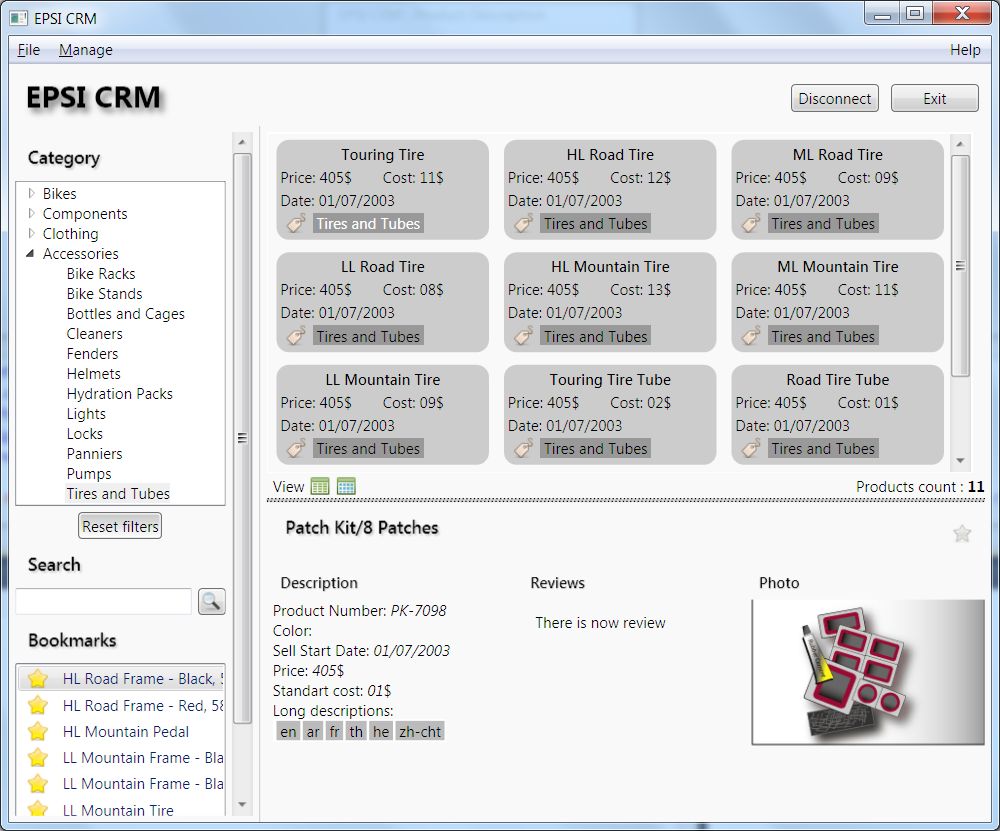 EPSI CRM
File Manage Help
EPSI CRM
Disconnect Exit
Category
Bikes
Components
Clothing
Accessories
Bike Racks
Bike Stands
Bottles and Cages
Cleaners
Fenders
Helmets
Hydration Packs
Lights
Locks
Panniers
Pumps
Tires and Tubes
Reset filters
Search
Bookmarks
HL Road Frame - Black, 5
HL Road Frame - Red, 58
HL Mountain Pedal
LL Mountain Frame - Bla
LL Mountain Frame - Bla
LL Mountain Tire
Touring Tire
Price: 405$ Cost: 11$
Date: 01/07/2003
Tires and Tubes
HL Road Tire
Price: 405$ Cost: 12$
Date: 01/07/2003
Tires and Tubes
ML Road Tire
Price: 405$ Cost: 09$
Date: 01/07/2003
Tires and Tubes
LL Road Tire
Price: 405$ Cost: 08$
Date: 01/07/2003
Tires and Tubes
HL Mountain Tire
Price: 405$ Cost: 13$
Date: 01/07/2003
Tires and Tubes
ML Mountain Tire
Price: 405$ Cost: 11$
Date: 01/07/2003
Tires and Tubes
LL Mountain Tire
Price: 405$ Cost: 09$
Date: 01/07/2003
Tires and Tubes
Touring Tire Tube
Price: 405$ Cost: 02$
Date: 01/07/2003
Tires and Tubes
Road Tire Tube
Price: 405$ Cost: 01$
Date: 01/07/2003
Tires and Tubes
View Products count : 11
Patch Kit/8 Patches
Description
Product Number: PK-7098
Color:
Sell Start Date: 01/07/2003
Price: 405$
Standart cost: 01$
Long descriptions:
en ar fr th he zh-cht
Reviews
There is now review
Photo